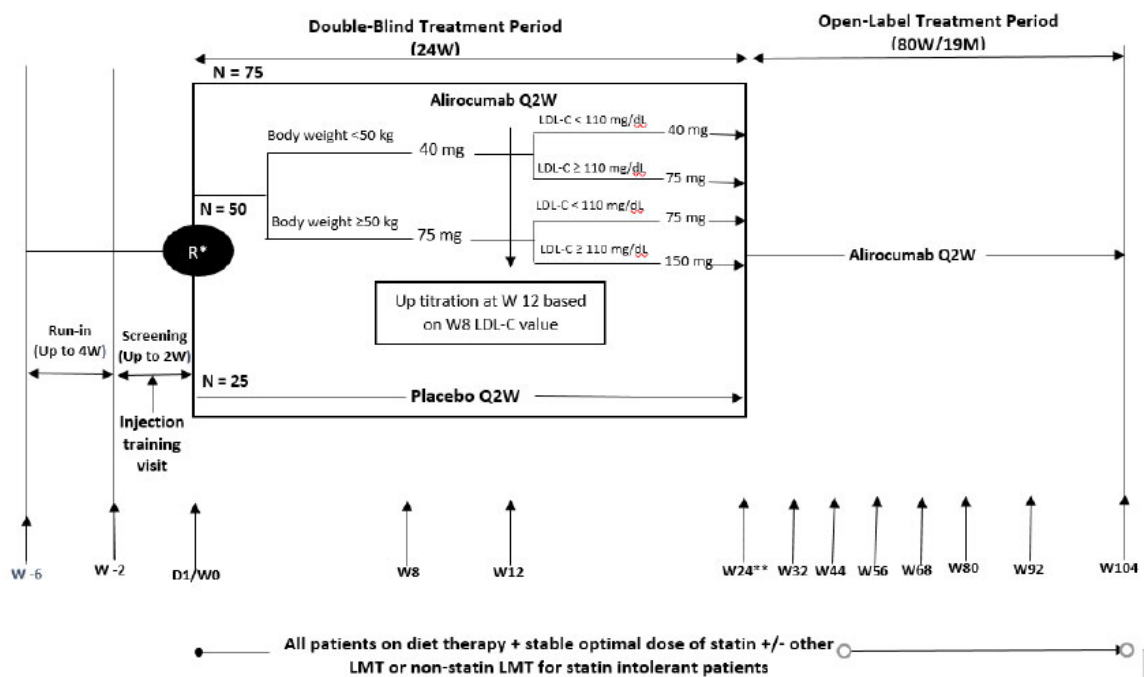 Double-Blind Treatment Period
(24W)
Open-Label Treatment Period
(80W/19M)
N = 75
Alirocumab Q2W
Body weight <50 kg
40 mg
LDL-C < 110 mg/dL
40 mg
LDL-C ≥ 110 mg/dL
75 mg
N = 50
Body weight ≥50 kg
75 mg
LDL-C < 110 mg/dL
75 mg
LDL-C ≥ 110 mg/dL
150 mg
R*
Alirocumab Q2W
Up titration at W 12 based
on W8 LDL-C value
Run-in
(Up to 4W)
Screening
(Up to 2W)
N = 25
Placebo Q2W
Injection
training
visit
W -6
W -2
D1/W0
W8
W12
W24**
W32
W44
W56
W68
W80
W92
W104
All patients on diet therapy + stable optimal dose of statin +/- other
LMT or non-statin LMT for statin intolerant patients